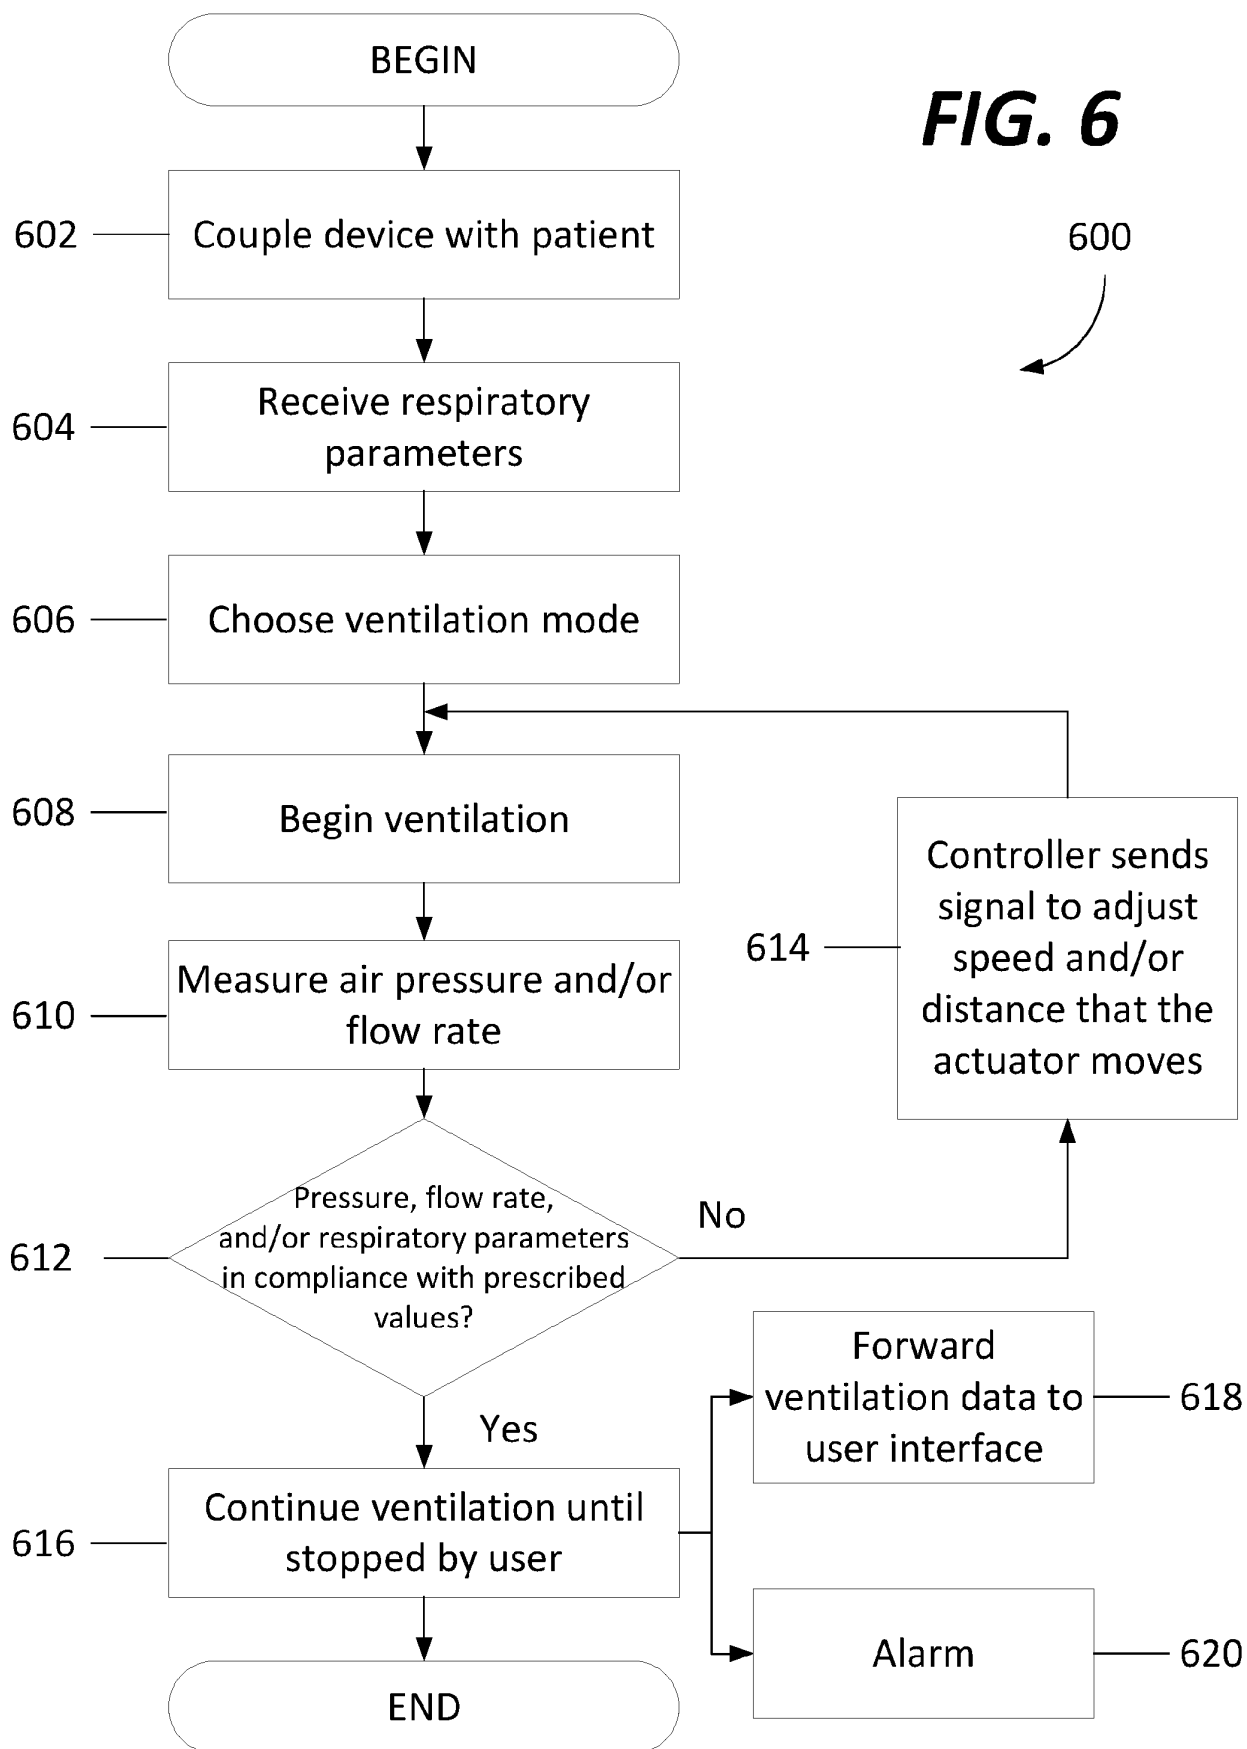 BEGIN
FIG. 6
600
602
Couple device with patient
604
Receive respiratory
parameters
606
Choose ventilation mode
608
Begin ventilation
610
Measure air pressure and/or
flow rate
614
Controller sends
signal to adjust
speed and/or
distance that the
actuator moves
612
Pressure, flow rate,
and/or respiratory parameters
in compliance with prescribed
values?
No
Yes
616
Continue ventilation until
stopped by user
Forward
ventilation data to
user interface
618
Alarm
620
END